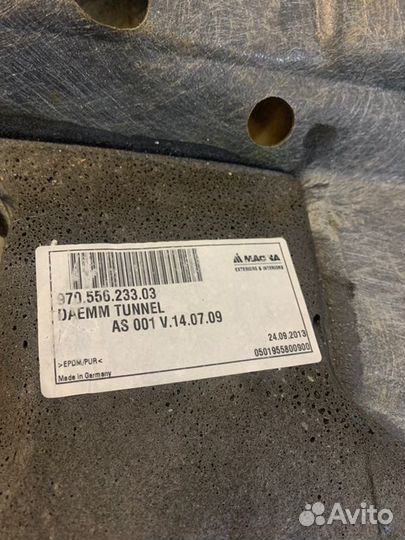 MAGNA
EXTERIORS & INTERIORS
970.556.233.03
DAEMM TUNNEL
AS 001 V.14.07.09
24.09.2013
0501955800900
>EPDM/PUR<
Made in Germany
Avito